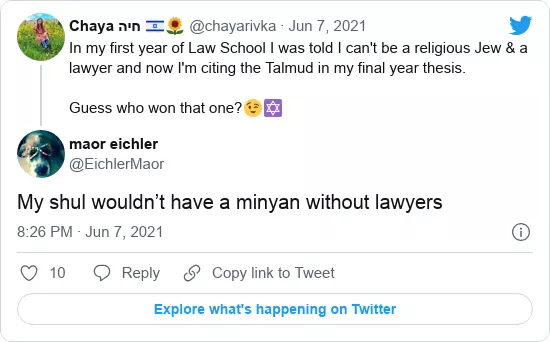 Chaya חיה 🇮🇱🌻 @chayarivka · Jun 7, 2021
In my first year of Law School I was told I can't be a religious Jew & a
lawyer and now I'm citing the Talmud in my final year thesis.
Guess who won that one?😉🔯
maor eichler
@EichlerMaor
My shul wouldn’t have a minyan without lawyers
8:26 PM · Jun 7, 2021
10 Reply Copy link to Tweet
Explore what's happening on Twitter